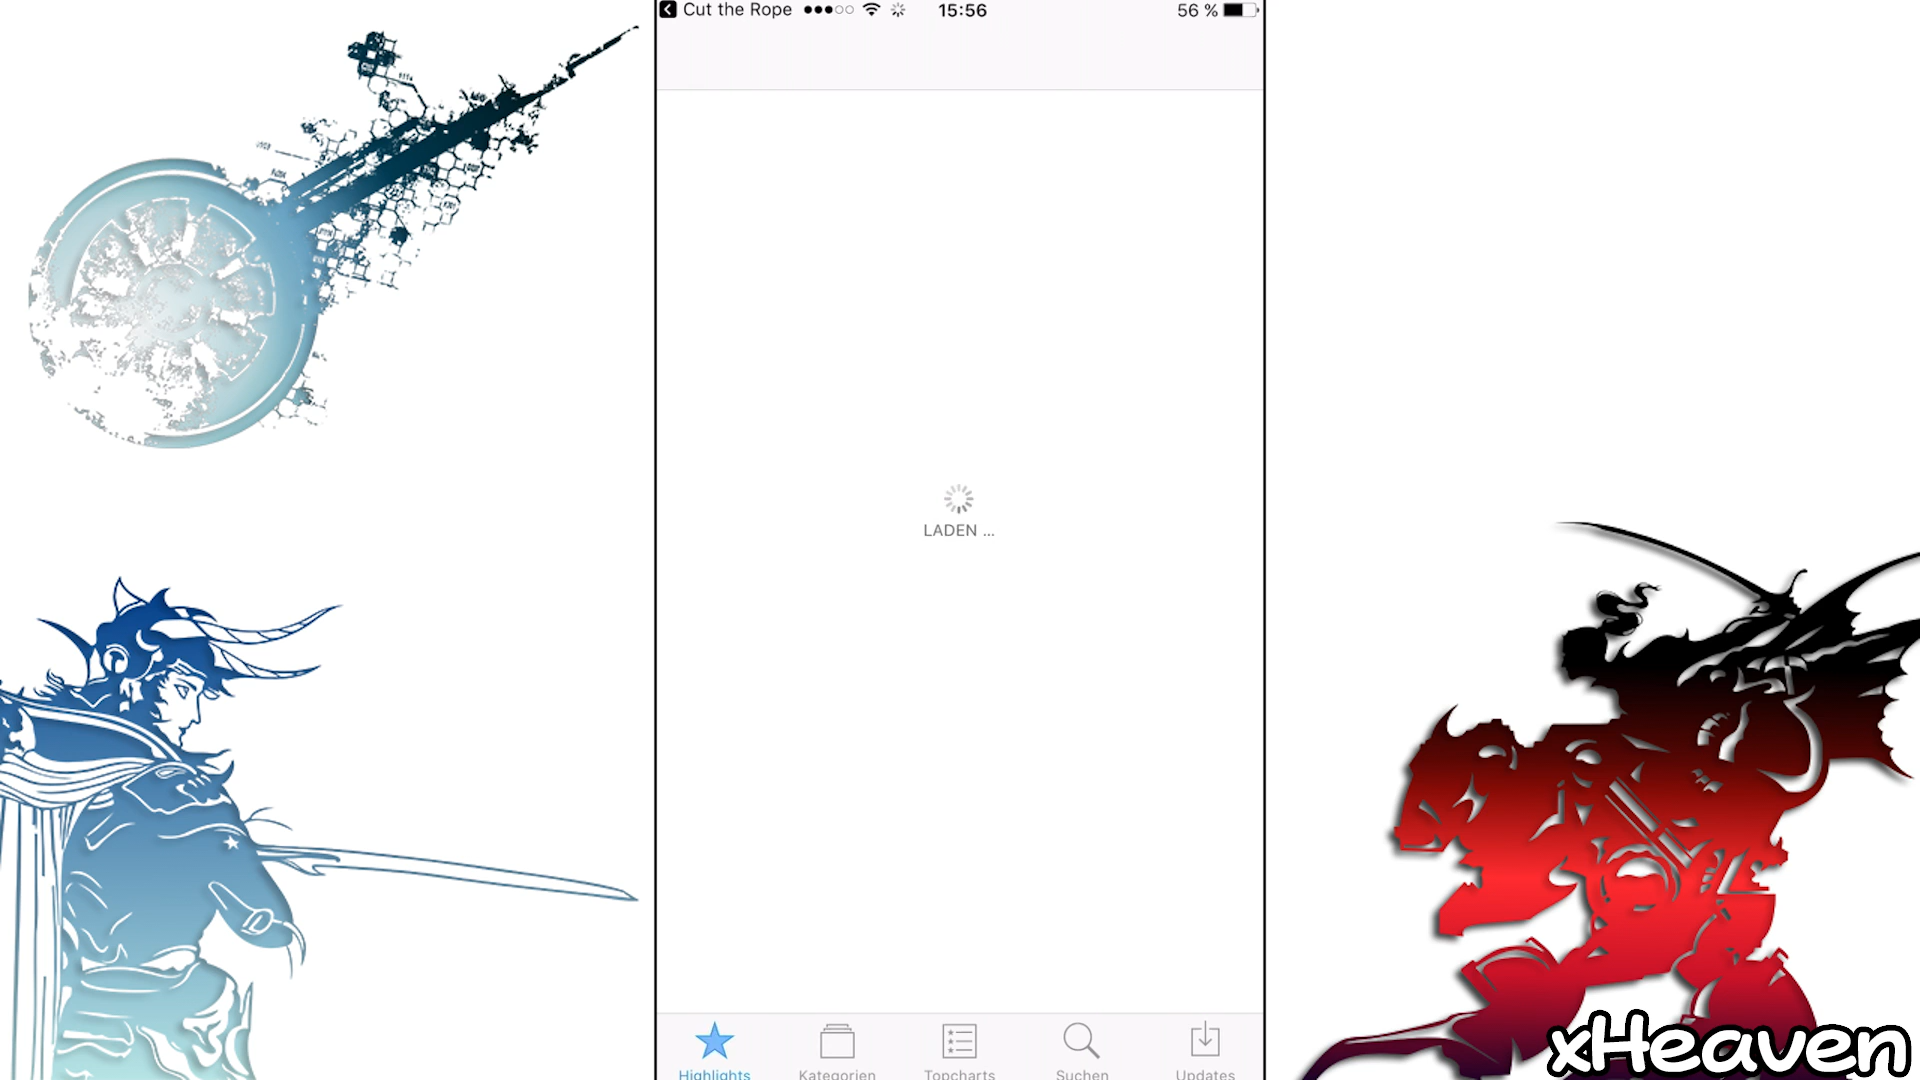 Cut the Rope 15:56 56 %
LADEN ...
Highlights Kategorien Topcharts Suchen Updates
xHeaven